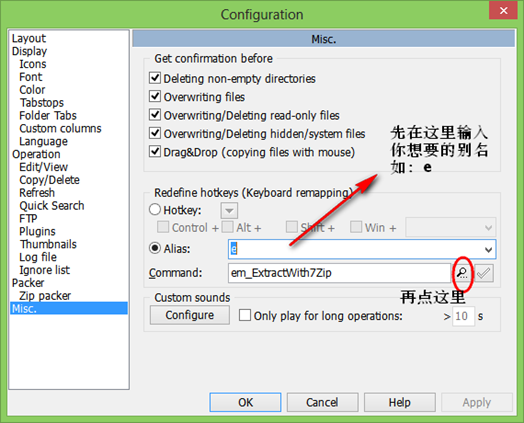 Configuration
Layout
Display
Icons
Font
Color
Tabstops
Folder Tabs
Custom columns
Language
Operation
Edit/View
Copy/Delete
Refresh
Quick Search
FTP
Plugins
Thumbnails
Log file
Ignore list
Packer
Zip packer
Misc.
Misc.
Get confirmation before
Deleting non-empty directories
Overwriting files
Overwriting/Deleting read-only files
Overwriting/Deleting hidden/system files
Drag&Drop (copying files with mouse)
先在这里输入
你想要的别名
如: e
Redefine hotkeys (Keyboard remapping)
Hotkey:
Control + Alt + Shift + Win +
Alias: e
Command: em_ExtractWith7Zip
再点这里
Custom sounds
Configure Only play for long operations: > 10 s
OK Cancel Help Apply